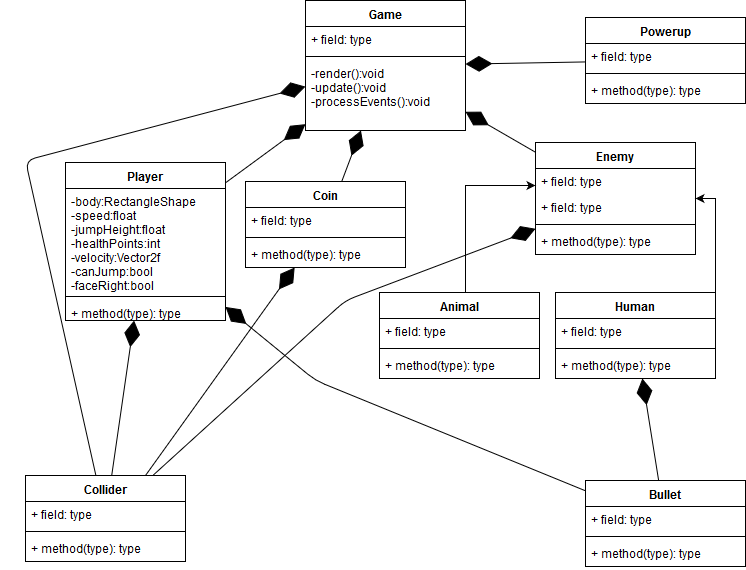 Game
+ field: type
-render():void
-update():void
-processEvents():void
Powerup
+ field: type
+ method(type): type
Player
-body:RectangleShape
-speed:float
-jumpHeight:float
-healthPoints:int
-velocity:Vector2f
-canJump:bool
-faceRight:bool
+ method(type): type
Coin
+ field: type
+ method(type): type
Enemy
+ field: type
+ field: type
+ method(type): type
Animal
+ field: type
+ method(type): type
Human
+ field: type
+ method(type): type
Collider
+ field: type
+ method(type): type
Bullet
+ field: type
+ method(type): type